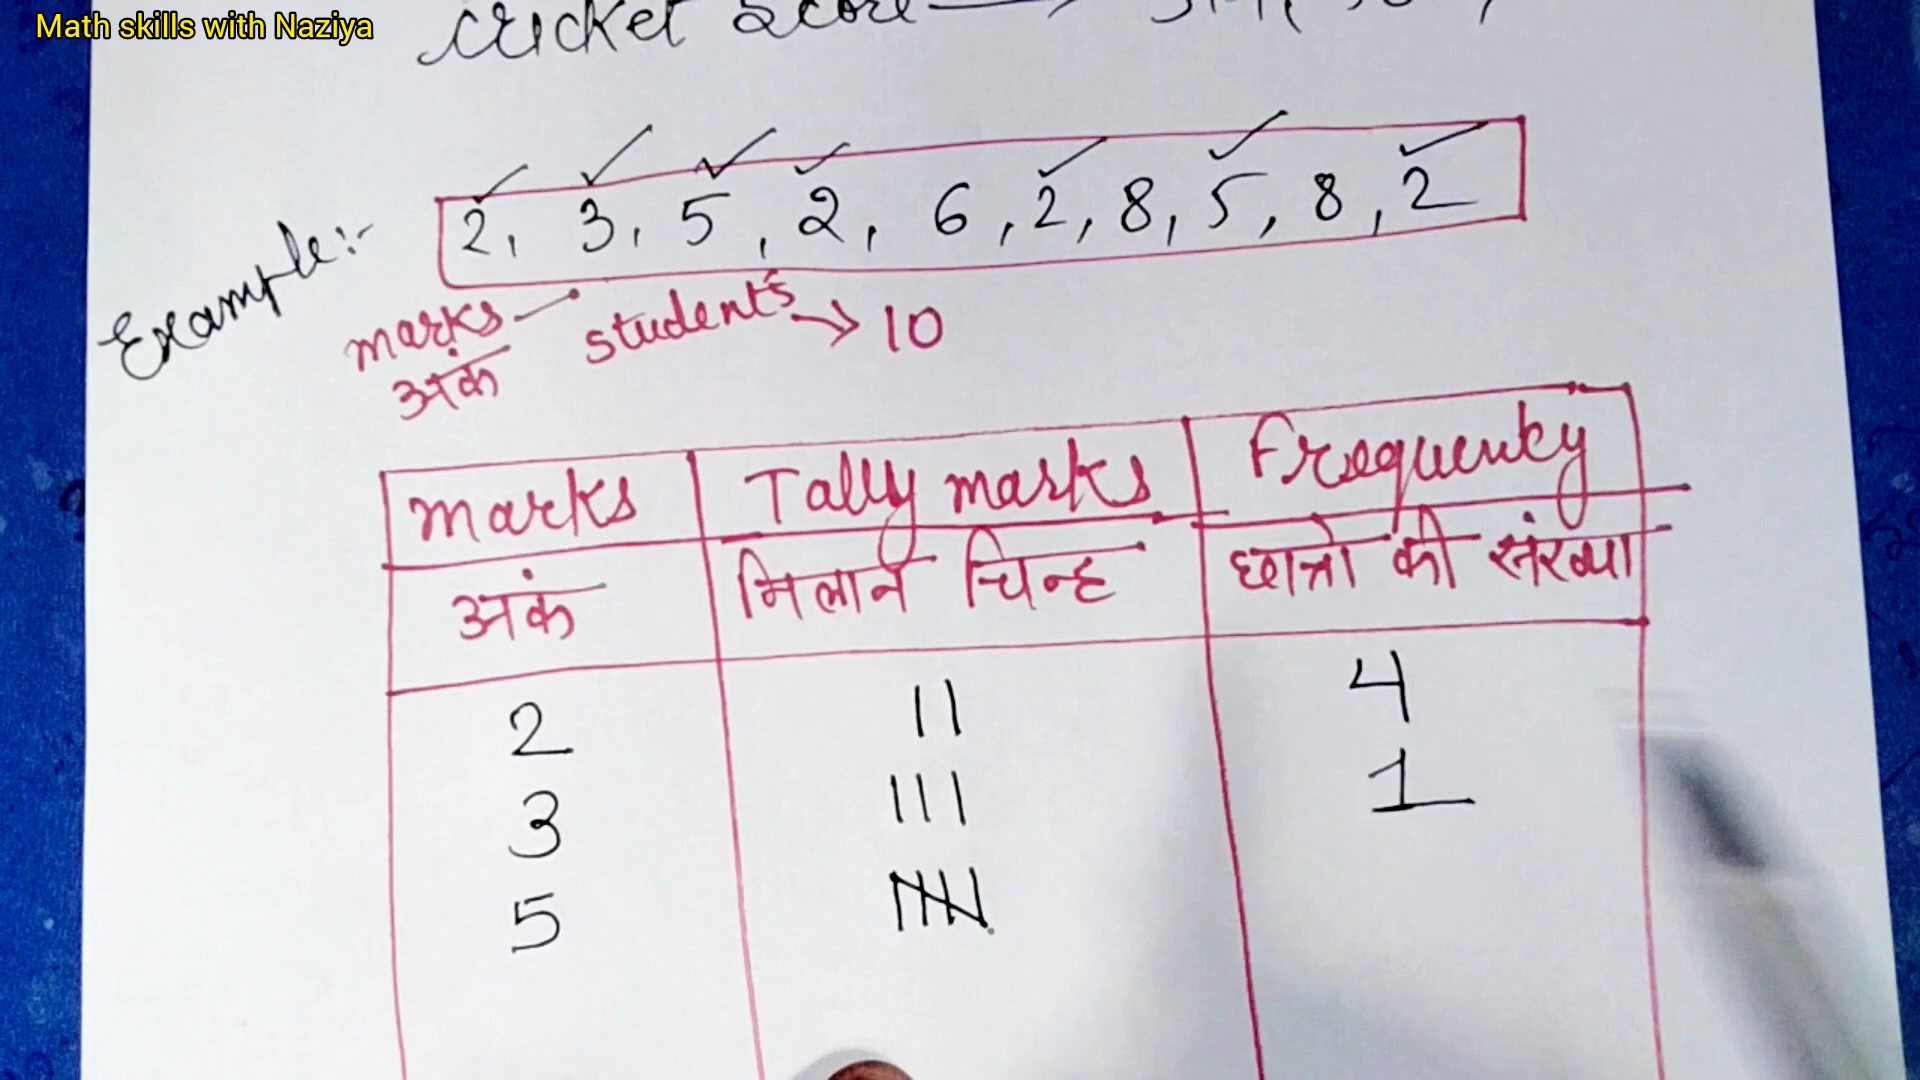 Math skills with Naziya
cricket score
Example:-
2, 3, 5, 2, 6, 2, 8, 5, 8, 2
marks students → 10
अंक
marks Tally marks Frequenky
अंक मिलान चिन्ह छात्रो की संख्या
2 || 4
3 ||| 1
5 ||||